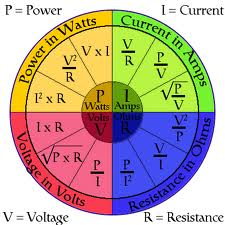 P = Power
I = Current
Power in Watts
Current in Amps
V x I
V/R
V²/R
P/V
I² x R
P
Watts
I
Amps
Volts
V
Ohms
R
I x R
V²/P
√P x R
P/I
P/I²
Voltage in Volts
Resistance in Ohms
V = Voltage
R = Resistance